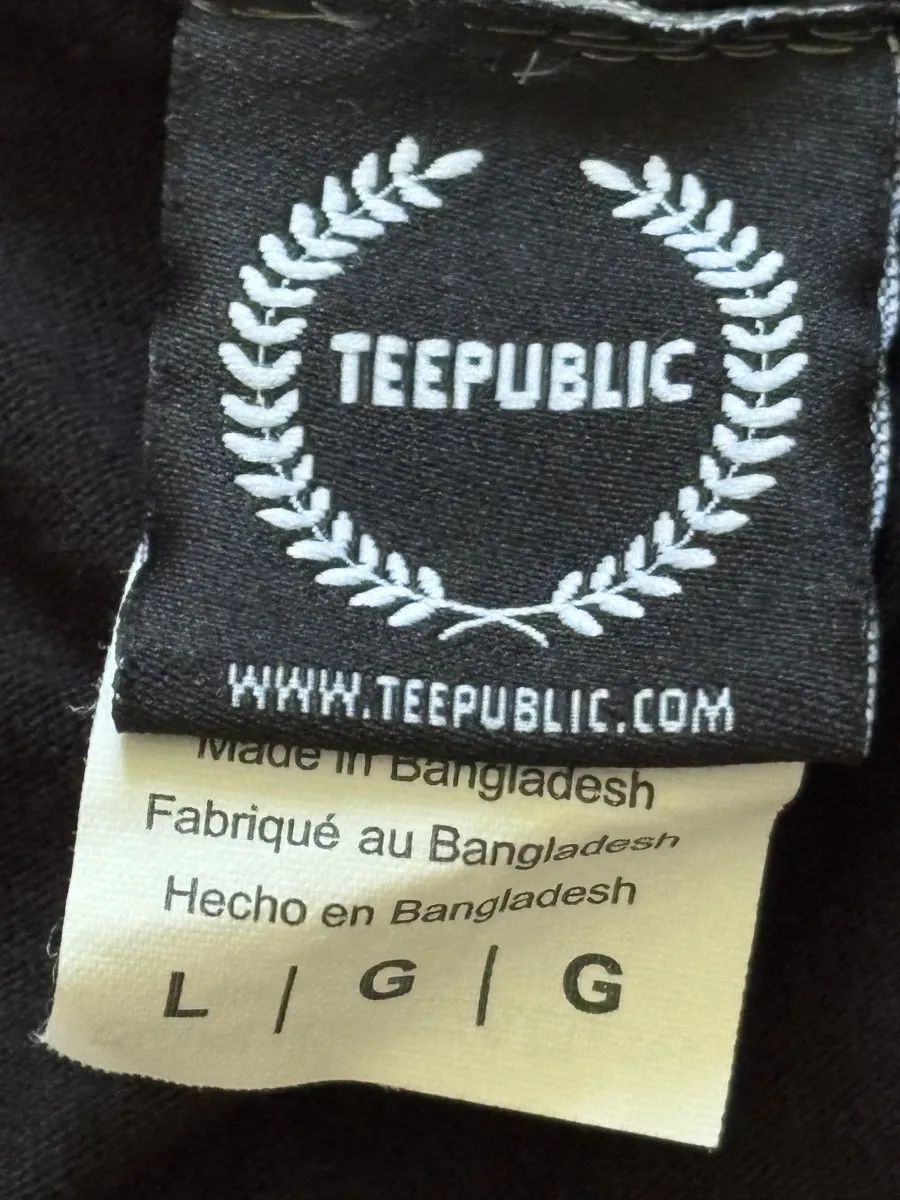 TEEPUBLIC
WWW.TEEPUBLIC.COM
Made in Bangladesh
Fabriqué au Bangladesh
Hecho en Bangladesh
L | G | G